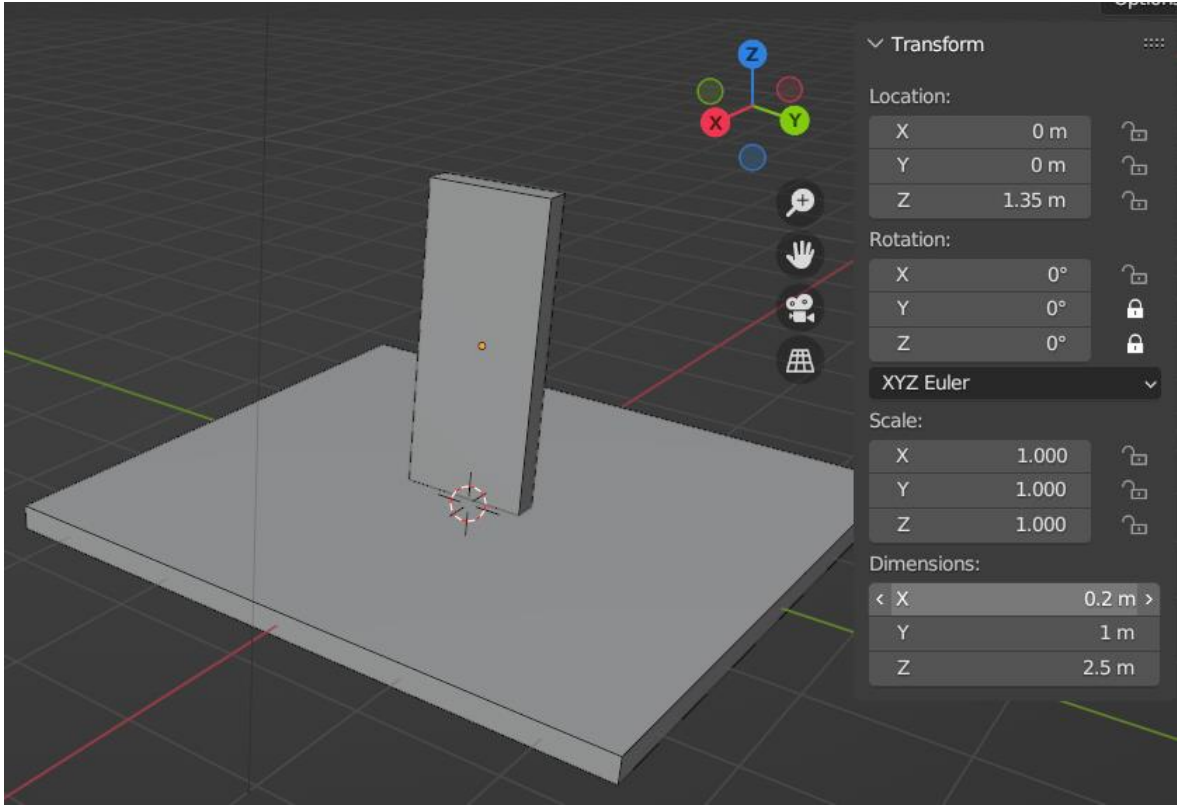 Options
Transform
Z
X
Y
Location:
X 0 m
Y 0 m
Z 1.35 m
Rotation:
X 0°
Y 0°
Z 0°
XYZ Euler
Scale:
X 1.000
Y 1.000
Z 1.000
Dimensions:
X 0.2 m
Y 1 m
Z 2.5 m